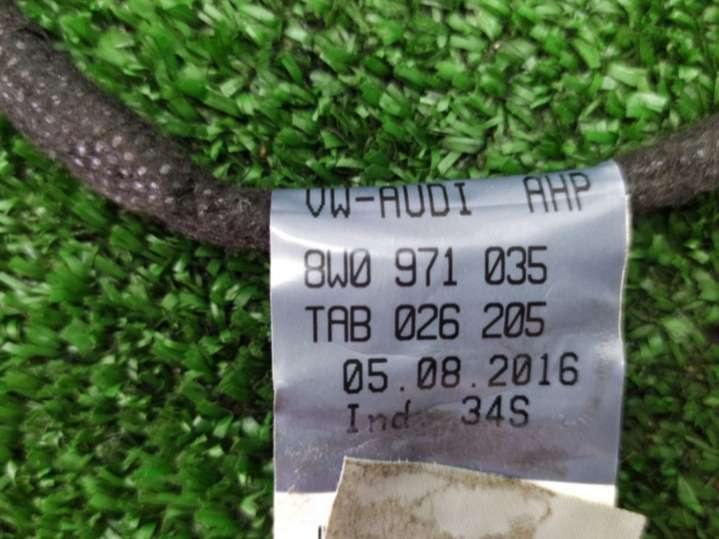 VW-AUDI AHP
8W0 971 035
TAB 026 205
05.08.2016
Ind. 34S